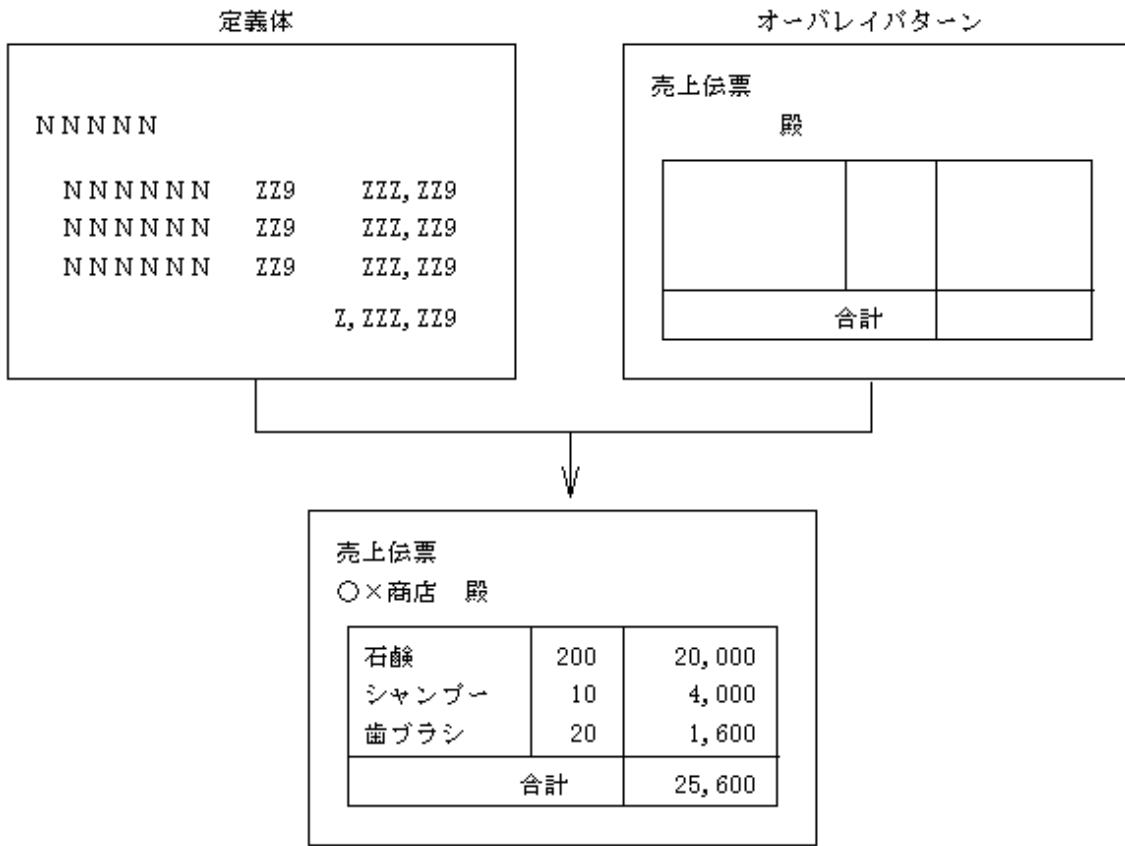 定義体
NNNNN
NNNNNN ZZ9 ZZZ,ZZ9
NNNNNN ZZ9 ZZZ,ZZ9
NNNNNN ZZ9 ZZZ,ZZ9
Z,ZZZ,ZZ9
オーバレイパターン
売上伝票
殿
合計
売上伝票
○×商店 殿
石鹸 200 20,000
シャンプー 10 4,000
歯ブラシ 20 1,600
合計 25,600